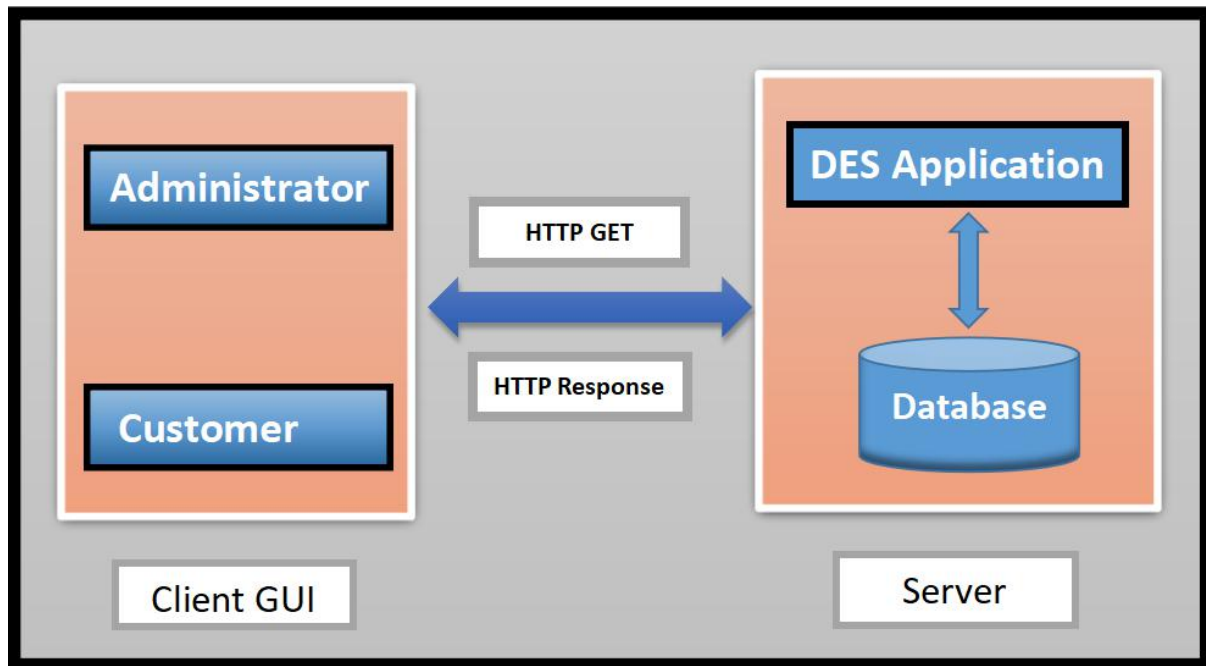 Administrator
Customer
Client GUI
HTTP GET
HTTP Response
DES Application
Database
Server